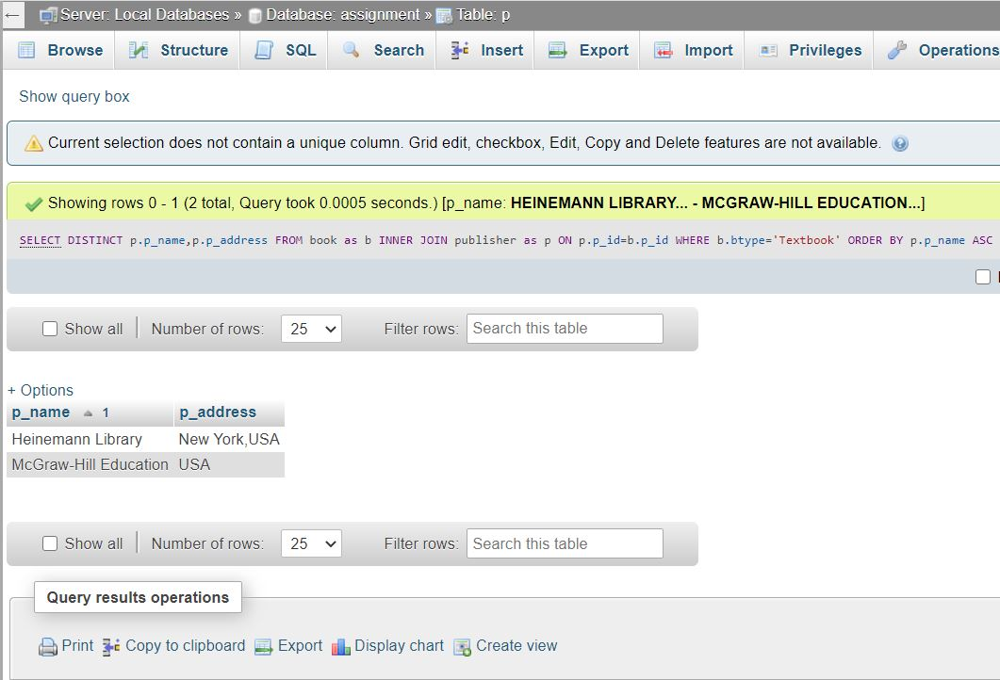 Server: Local Databases » Database: assignment » Table: p
Browse Structure SQL Search Insert Export Import Privileges Operations
Show query box
Current selection does not contain a unique column. Grid edit, checkbox, Edit, Copy and Delete features are not available.
Showing rows 0 - 1 (2 total, Query took 0.0005 seconds.) [p_name: HEINEMANN LIBRARY... - MCGRAW-HILL EDUCATION...]
SELECT DISTINCT p.p_name,p.p_address FROM book as b INNER JOIN publisher as p ON p.p_id=b.p_id WHERE b.btype='Textbook' ORDER BY p.p_name ASC
Show all Number of rows: 25 Filter rows: Search this table
+ Options
p_name 1 p_address
Heinemann Library New York,USA
McGraw-Hill Education USA
Show all Number of rows: 25 Filter rows: Search this table
Query results operations
Print Copy to clipboard Export Display chart Create view